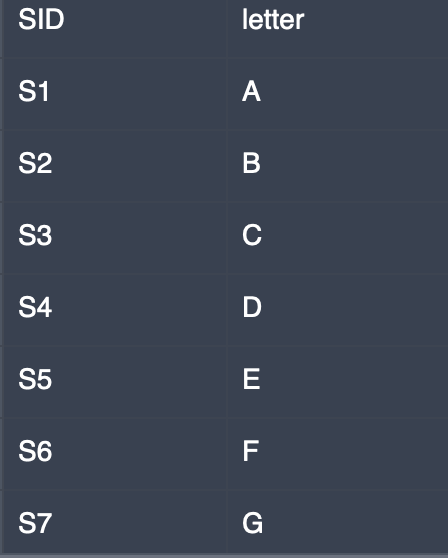 SID letter
S1 A
S2 B
S3 C
S4 D
S5 E
S6 F
S7 G